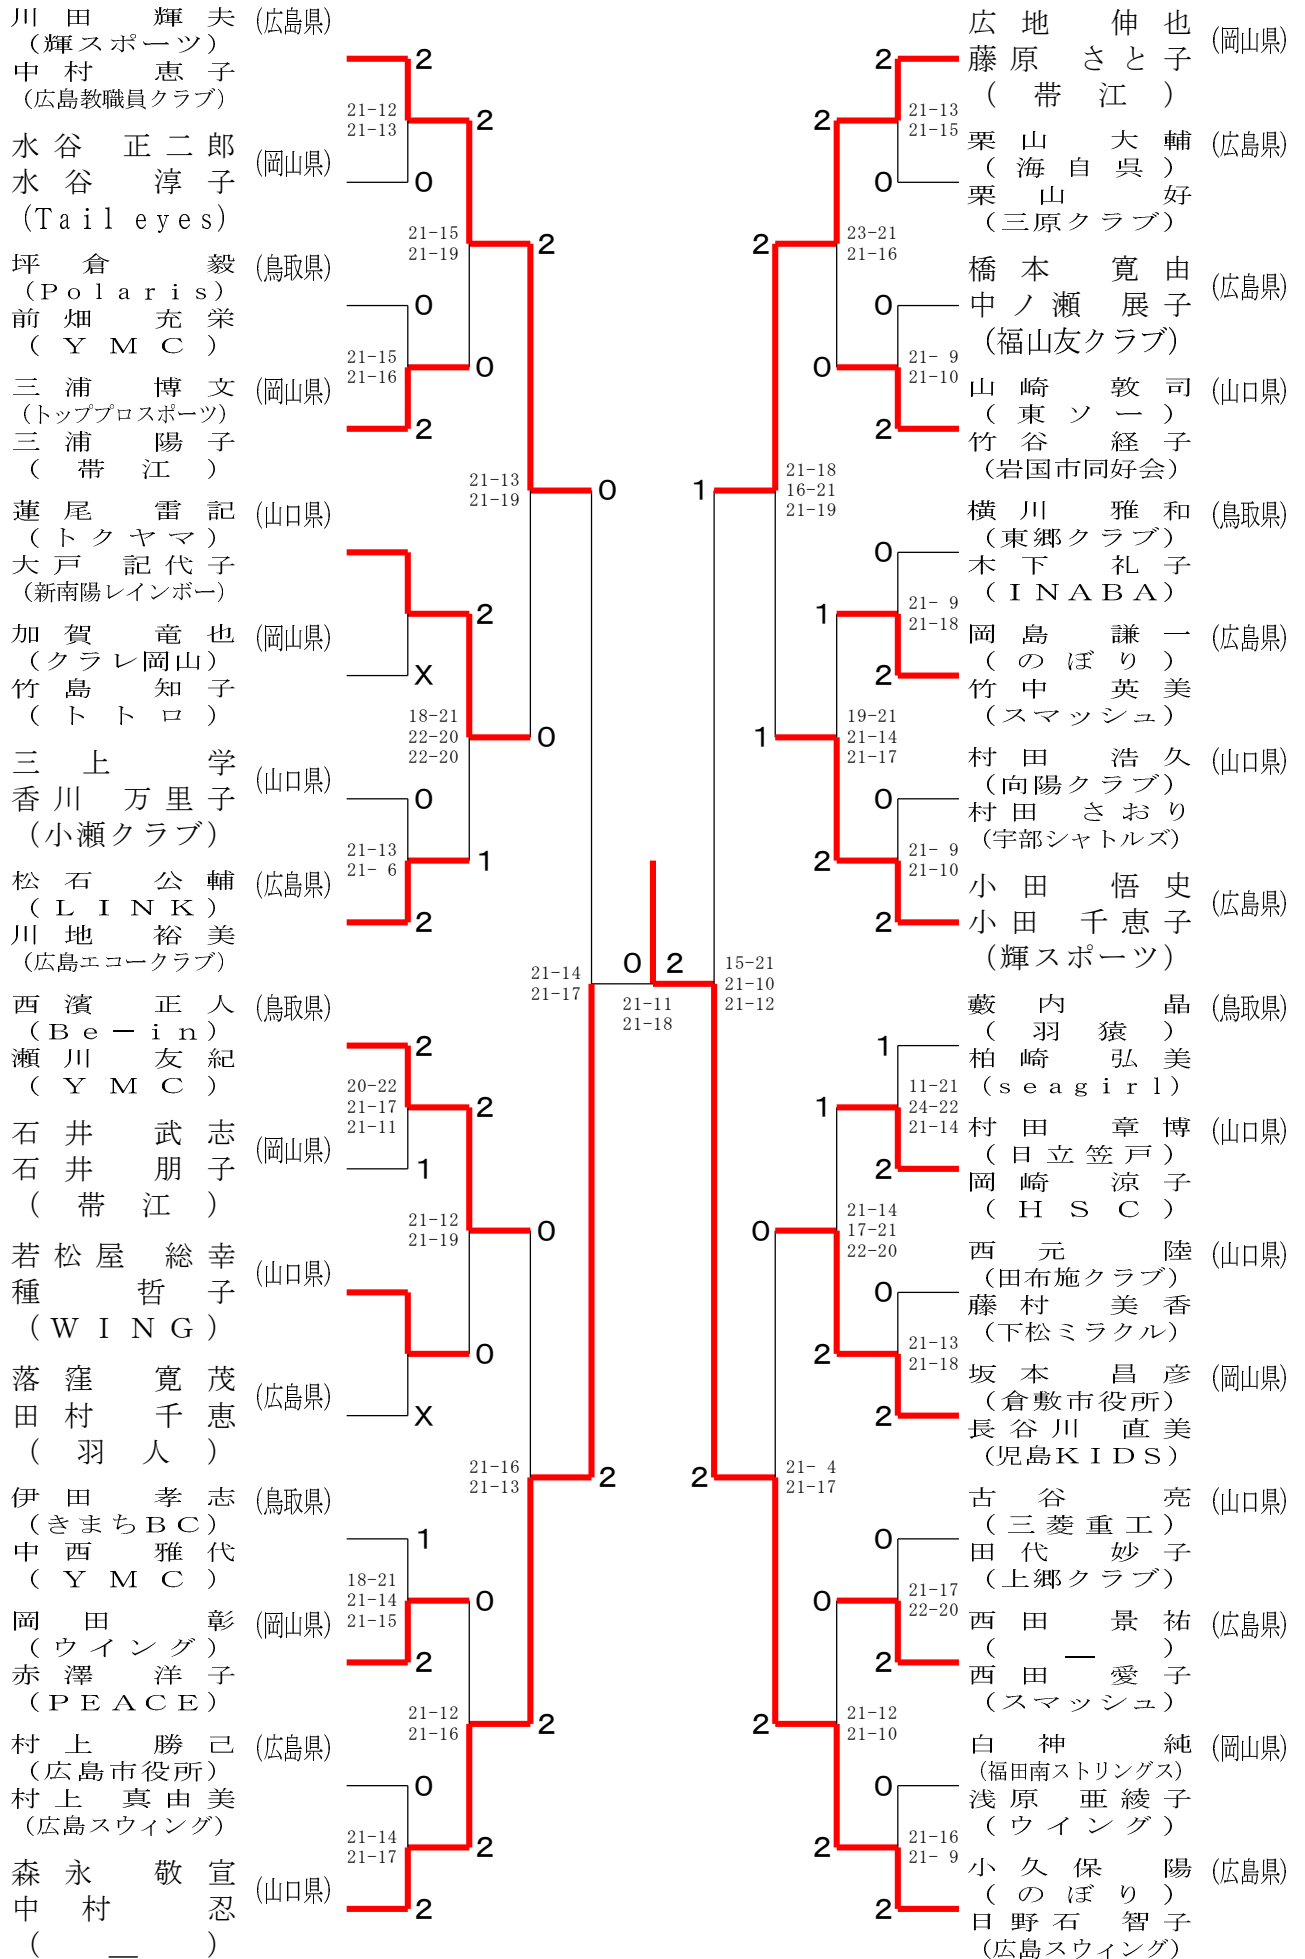 川田 輝夫 (広島県)
(輝スポーツ)
中村 恵子
(広島教職員クラブ)
2
21-12
21-13
2
水谷 正二郎
水谷 淳子 (岡山県)
(Tail eyes)
0
21-15
21-19
2
坪倉 毅 (鳥取県)
(Polaris)
前畑 充栄
(YMC)
0
21-15
21-16
0
三浦 博文 (岡山県)
(トッププロスポーツ)
三浦 陽子
(帯江)
2
21-13
21-19
0
蓮尾 雷記 (山口県)
(トクヤマ)
大戸 記代子
(新南陽レインボー)
2
加賀 竜也 (岡山県)
(クラレ岡山)
竹島 知子
(トトロ)
X
18-21
22-20
22-20
0
三上 学
香川 万里子 (山口県)
(小瀬クラブ)
0
21-13
21- 6
1
松石 公輔 (広島県)
(LINK)
川地 裕美
(広島エコークラブ)
2
21-14
21-17
0 2
21-11
21-18
西濱 正人 (鳥取県)
(Be-in)
瀬川 友紀
(YMC)
2
20-22
21-17
21-11
2
石井 武志
石井 朋子 (岡山県)
(帯江)
1
21-12
21-19
0
若松屋 総幸
種 哲子 (山口県)
(WING)
0
落窪 寛茂
田村 千恵 (広島県)
(羽人)
X
21-16
21-13
2
伊田 孝志 (鳥取県)
(きまちBC)
中西 雅代
(YMC)
1
18-21
21-14
21-15
0
岡田 彰 (岡山県)
(ウイング)
赤澤 洋子
(PEACE)
2
21-12
21-16
2
村上 勝己 (広島県)
(広島市役所)
村上 真由美
(広島スウィング)
0
21-14
21-17
2
森永 敬宣
中村 忍 (山口県)
(＿)
2
広地 伸也
藤原 さと子 (岡山県)
(帯江)
2
21-13
21-15
2
栗山 大輔 (広島県)
(海自呉)
栗山 好
(三原クラブ)
0
23-21
21-16
2
橋本 寛由
中ノ瀬 展子 (広島県)
(福山友クラブ)
0
21- 9
21-10
0
山崎 敦司 (山口県)
(東ソー)
竹谷 経子
(岩国市同好会)
2
21-18
16-21
21-19
1
横川 雅和 (鳥取県)
(東郷クラブ)
木下 礼子
(INABA)
0
21- 9
21-18
1
岡島 謙一 (広島県)
(のぼり)
竹中 英美
(スマッシュ)
2
19-21
21-14
21-17
1
村田 浩久 (山口県)
(向陽クラブ)
村田 さおり
(宇部シャトルズ)
0
21- 9
21-10
2
小田 悟史
小田 千恵子 (広島県)
(輝スポーツ)
2
15-21
21-10
21-12
藪内 晶 (鳥取県)
(羽猿)
柏崎 弘美
(seagirl)
1
11-21
24-22
21-14
1
村田 章博 (山口県)
(日立笠戸)
岡崎 涼子
(HSC)
2
21-14
17-21
22-20
0
西元 陸 (山口県)
(田布施クラブ)
藤村 美香
(下松ミラクル)
0
21-13
21-18
2
坂本 昌彦 (岡山県)
(倉敷市役所)
長谷川 直美
(児島KIDS)
2
21- 4
21-17
2
古谷 亮 (山口県)
(三菱重工)
田代 妙子
(上郷クラブ)
0
21-17
22-20
0
西田 景祐 (広島県)
(＿)
西田 愛子
(スマッシュ)
2
21-12
21-10
2
白神 純 (岡山県)
(福田南ストリングス)
浅原 亜綾子
(ウイング)
0
21-16
21- 9
2
小久保 陽 (広島県)
(のぼり)
日野石 智子
(広島スウィング)
2